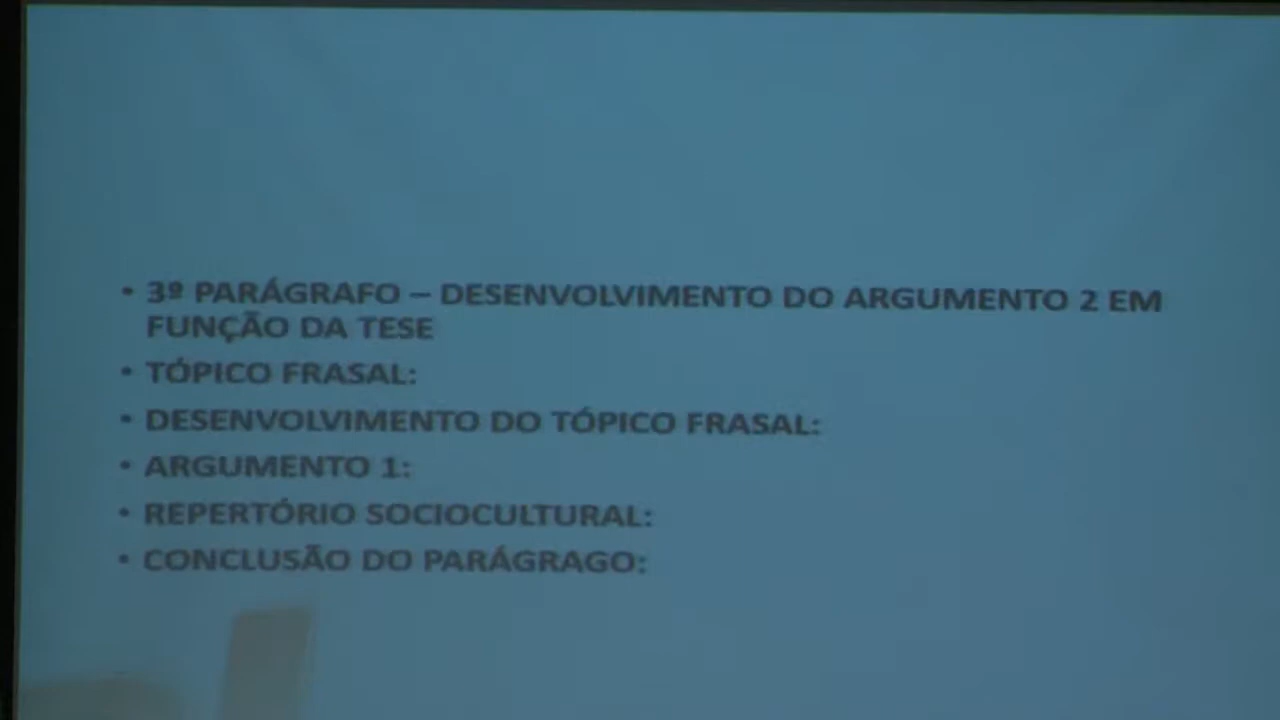 • 3º PARÁGRAFO – DESENVOLVIMENTO DO ARGUMENTO 2 EM
FUNÇÃO DA TESE
• TÓPICO FRASAL:
• DESENVOLVIMENTO DO TÓPICO FRASAL:
• ARGUMENTO 1:
• REPERTÓRIO SOCIOCULTURAL:
• CONCLUSÃO DO PARÁGRAGO: